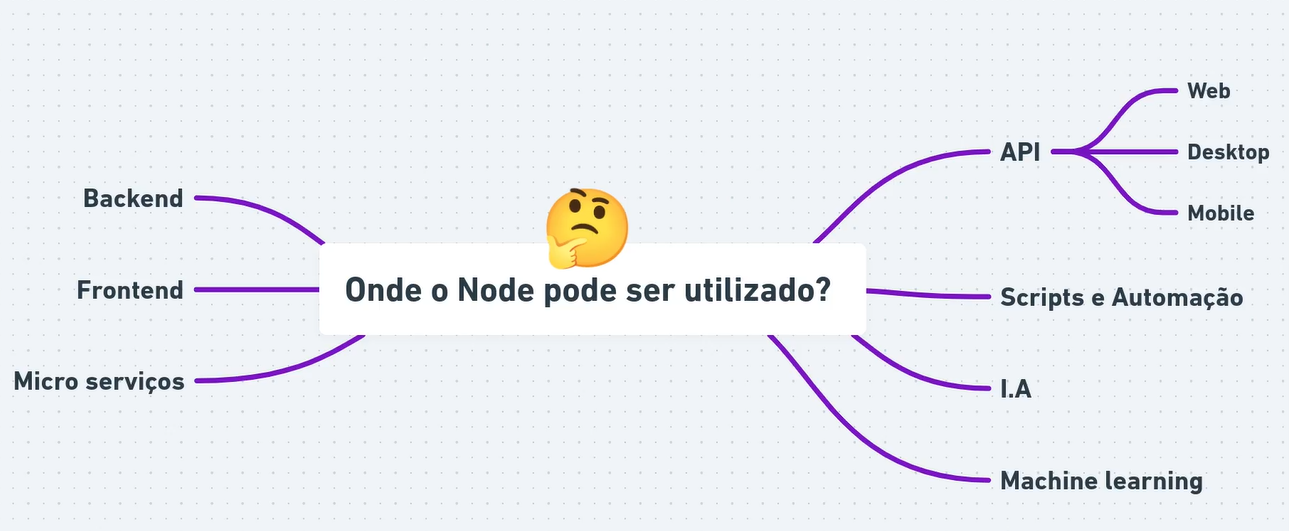 Onde o Node pode ser utilizado?
Backend
Frontend
Micro serviços
API
Web
Desktop
Mobile
Scripts e Automação
I.A
Machine learning